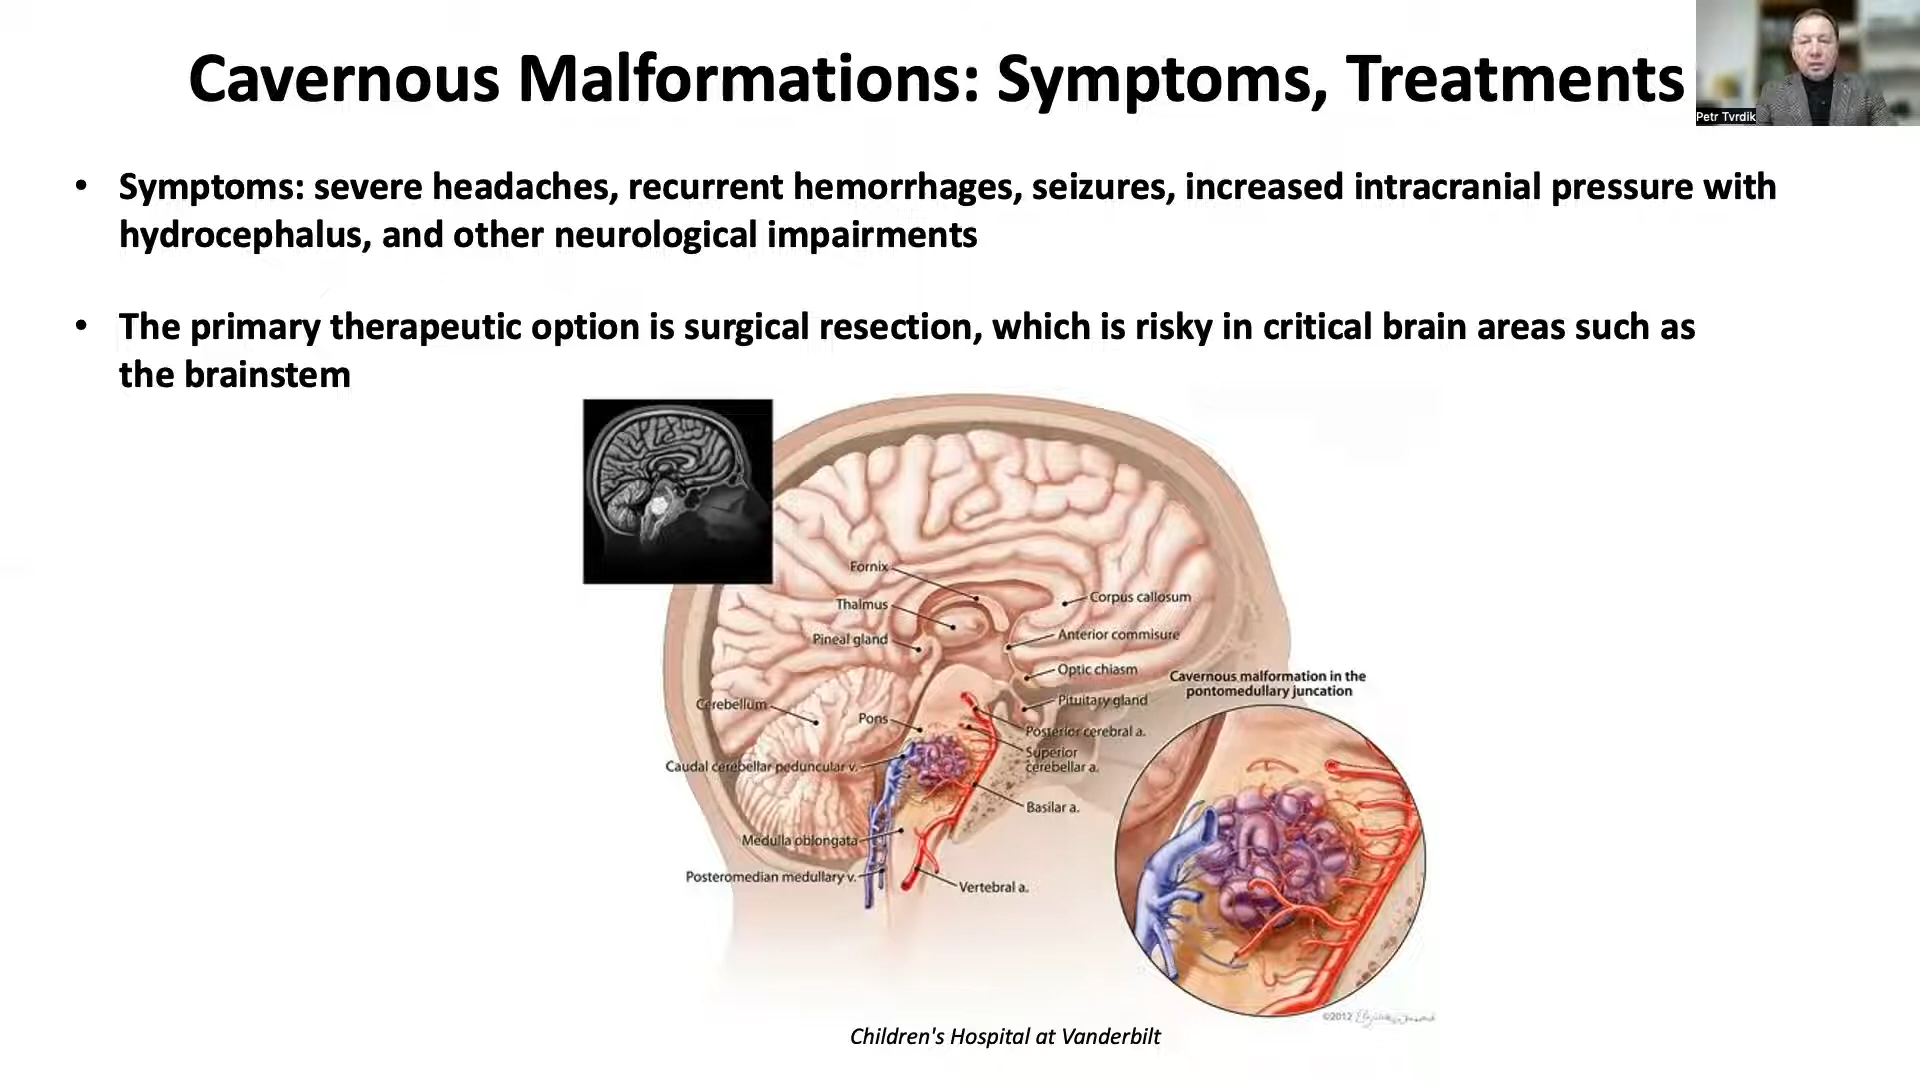 Cavernous Malformations: Symptoms, Treatments
Petr Tvrdik
• Symptoms: severe headaches, recurrent hemorrhages, seizures, increased intracranial pressure with
hydrocephalus, and other neurological impairments
• The primary therapeutic option is surgical resection, which is risky in critical brain areas such as
the brainstem
Fornix
Corpus callosum
Thalmus
Anterior commisure
Pineal gland
Optic chiasm
Cavernous malformation in the
pontomedullary juncation
Pituitary gland
Cerebellum
Pons
Posterior cerebral a.
Superior
cerebellar a.
Caudal cerebellar peduncular v.
Basilar a.
Medulla oblongata
Posteromedian medullary v.
Vertebral a.
©2012
Children's Hospital at Vanderbilt